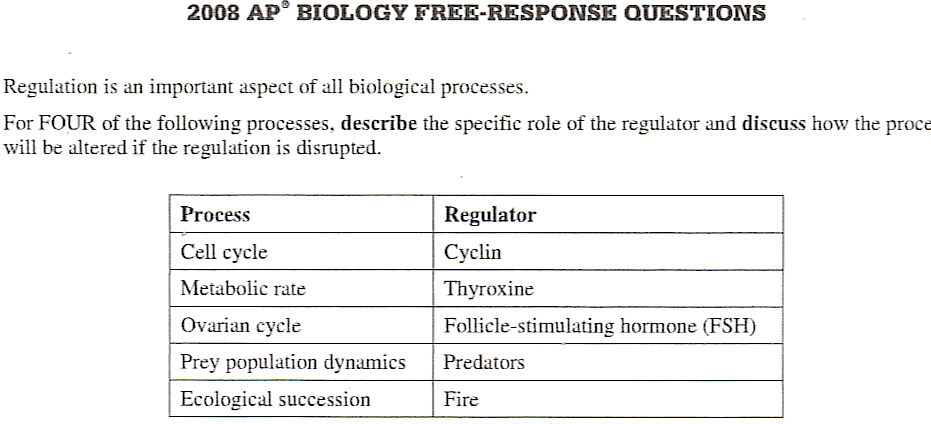 2008 AP® BIOLOGY FREE-RESPONSE QUESTIONS
Regulation is an important aspect of all biological processes.
For FOUR of the following processes, describe the specific role of the regulator and discuss how the proce
will be altered if the regulation is disrupted.
Process Regulator
Cell cycle Cyclin
Metabolic rate Thyroxine
Ovarian cycle Follicle-stimulating hormone (FSH)
Prey population dynamics Predators
Ecological succession Fire